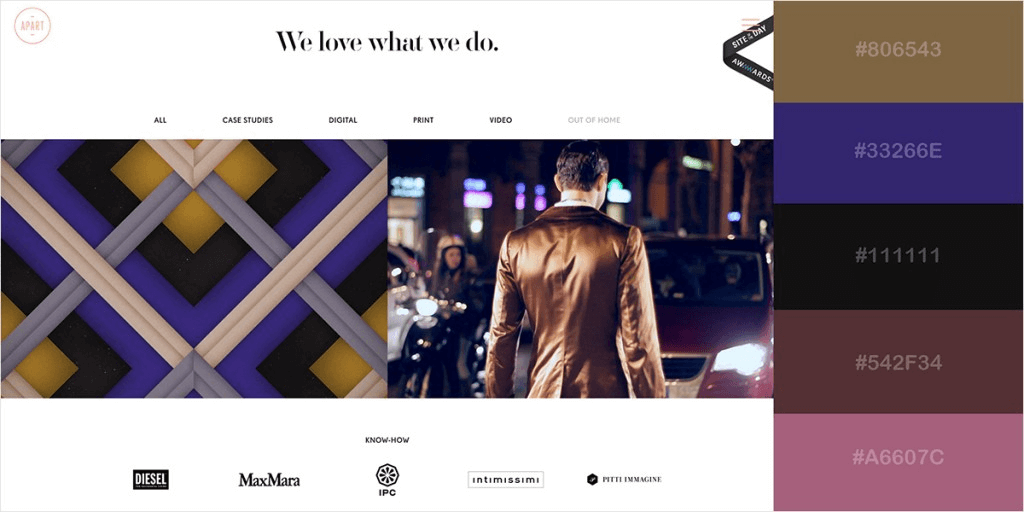 APART
We love what we do.
SITE OF THE DAY
AWWWARDS
ALL
CASE STUDIES
DIGITAL
PRINT
VIDEO
OUT OF HOME
KNOW-HOW
DIESEL
MaxMara
IPC
intimissimi
PITTI IMMAGINE
#806543
#33266E
#111111
#542F34
#A6607C